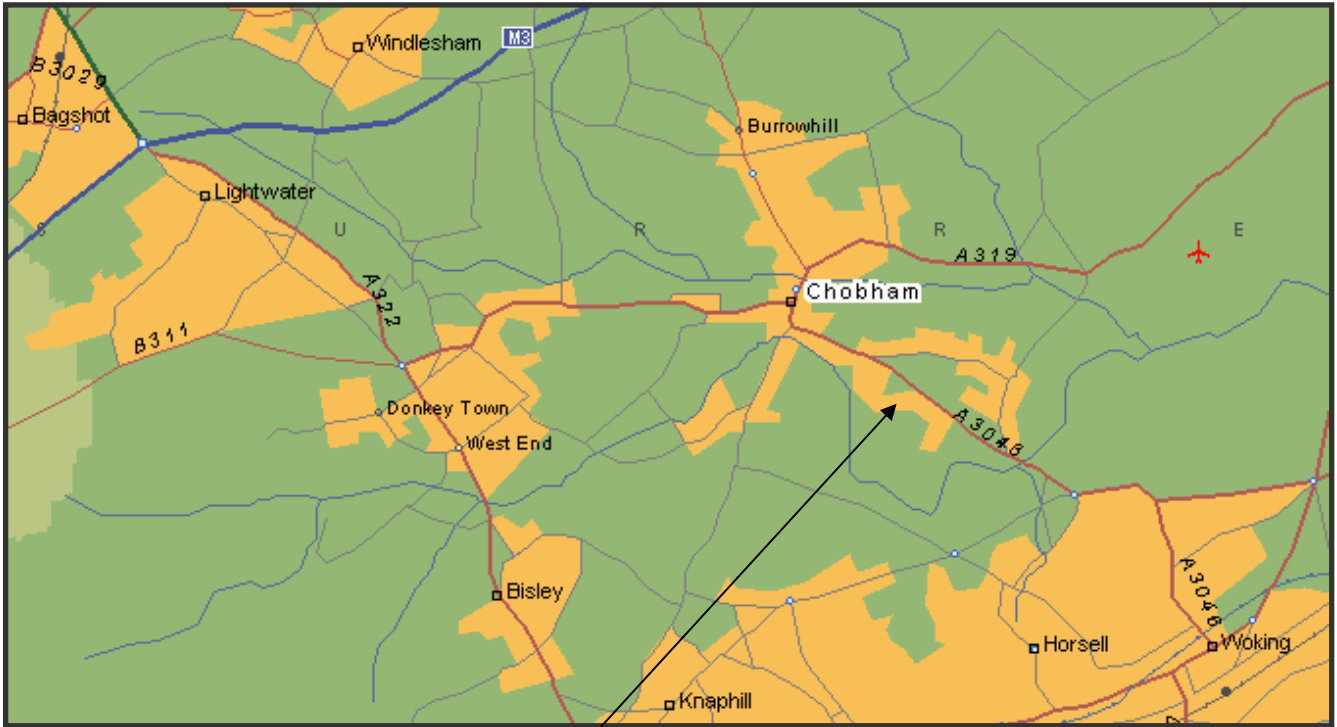 Windlesham
M3
B3029
Bagshot
Burrowhill
Lightwater
S U R R E
A319
A322
Chobham
B311
Donkey Town
West End
A3046
Bisley
A3046
Horsell
Woking
Knaphill